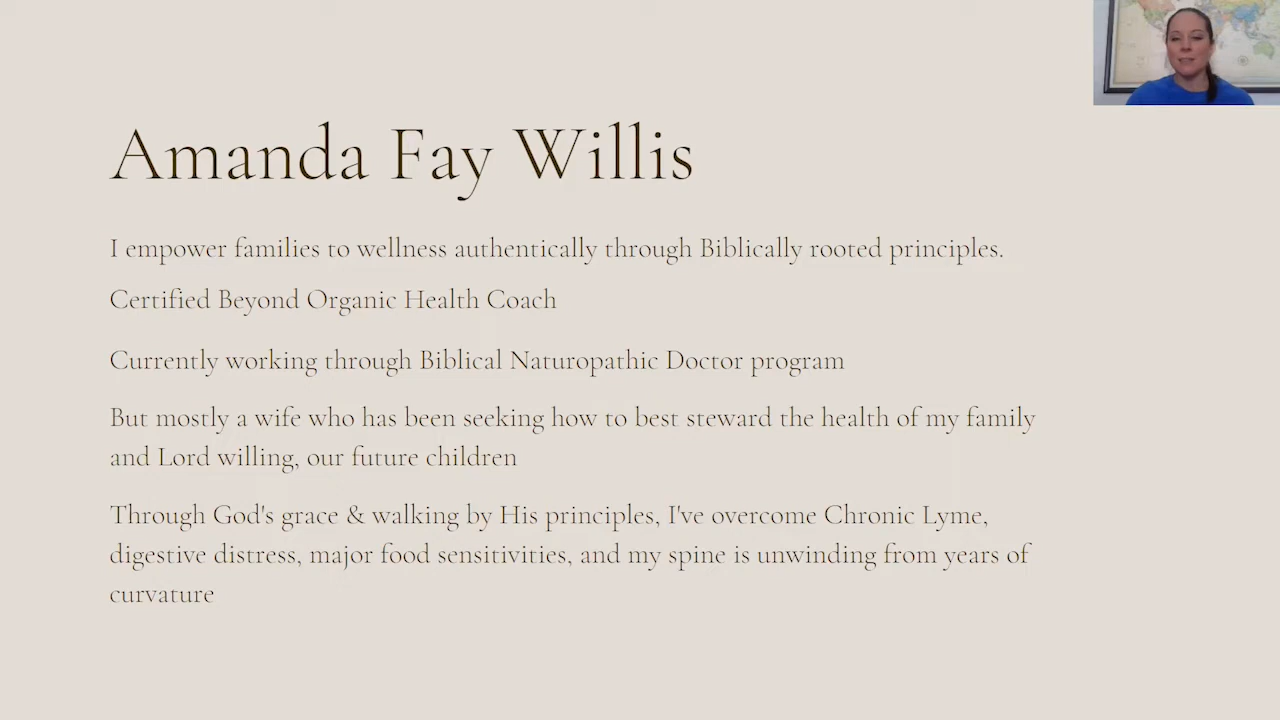 Amanda Fay Willis
I empower families to wellness authentically through Biblically rooted principles.
Certified Beyond Organic Health Coach
Currently working through Biblical Naturopathic Doctor program
But mostly a wife who has been seeking how to best steward the health of my family
and Lord willing, our future children
Through God's grace & walking by His principles, I've overcome Chronic Lyme,
digestive distress, major food sensitivities, and my spine is unwinding from years of
curvature